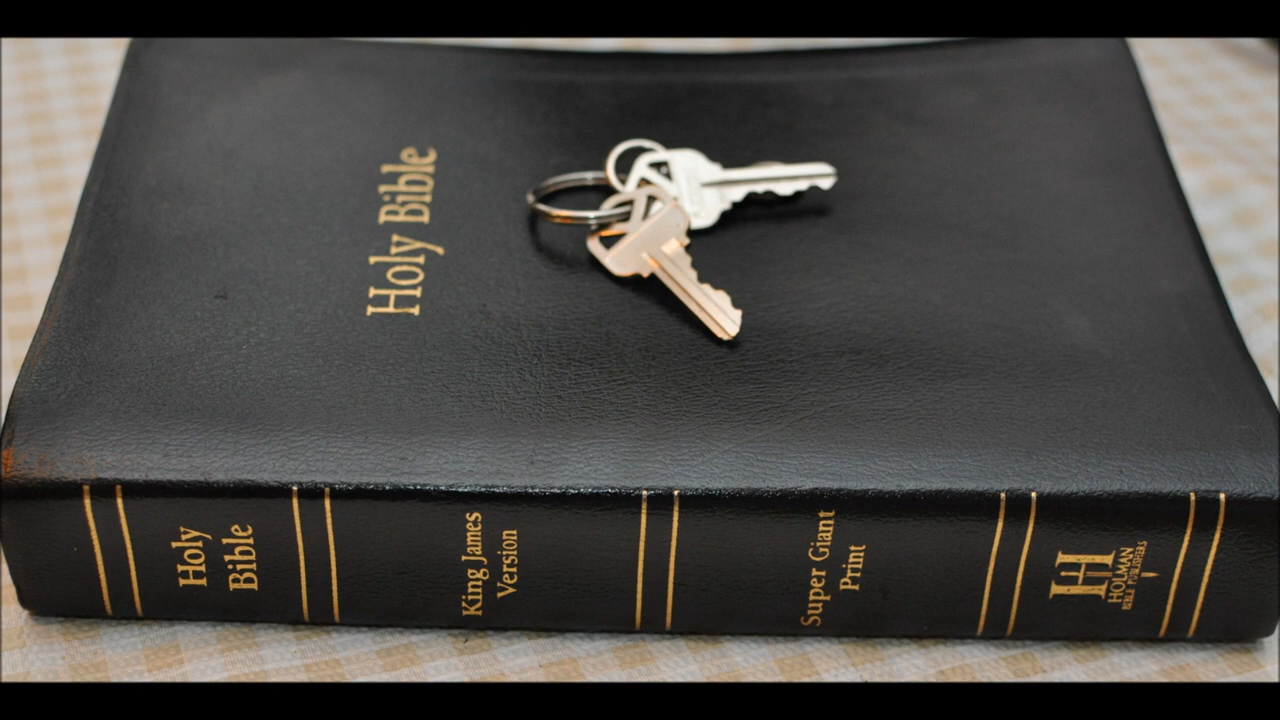 Holy Bible
Holy
Bible
King James
Version
Super Giant
Print
HOLMAN
BIBLE PUBLISHERS